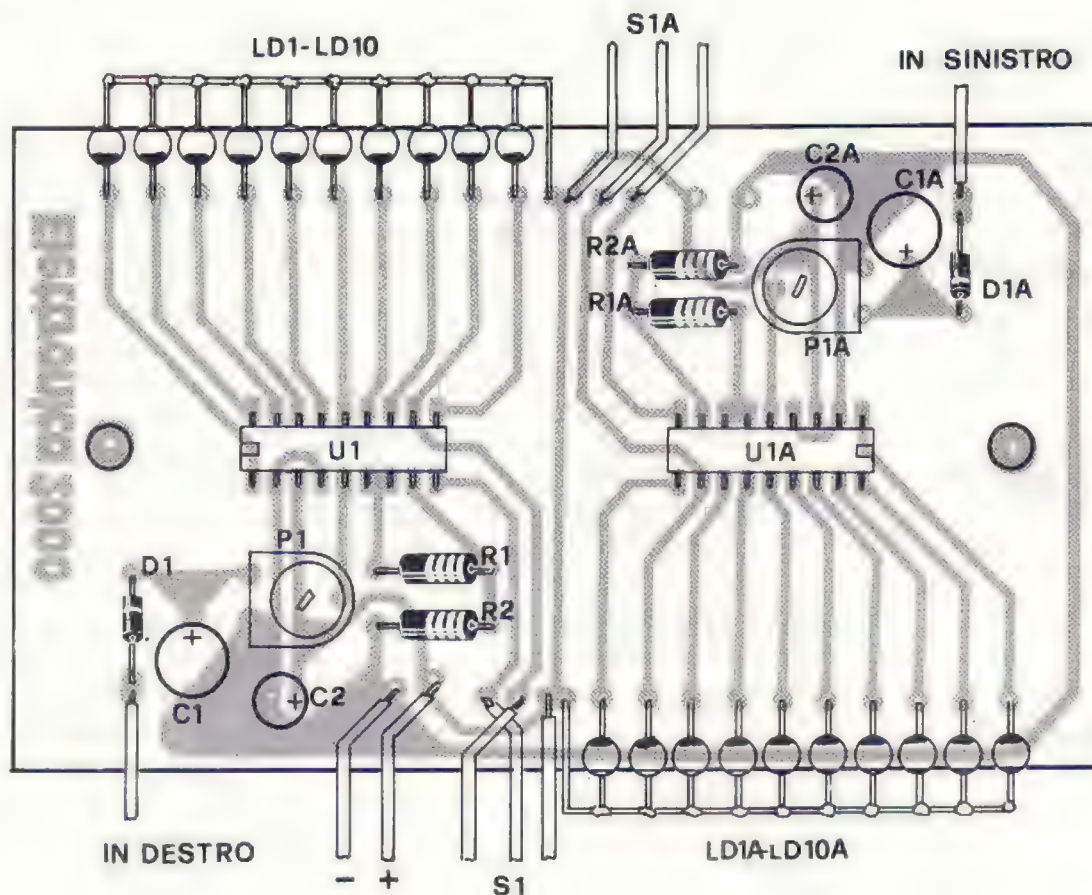 LD1-LD10
S1A
IN SINISTRO
C2A
C1A
R2A
R1A
D1A
P1A
ELETTRONICA 2000
U1
U1A
P1
D1
R1
R2
C1
C2
IN DESTRO
- +
S1
LD1A-LD10A